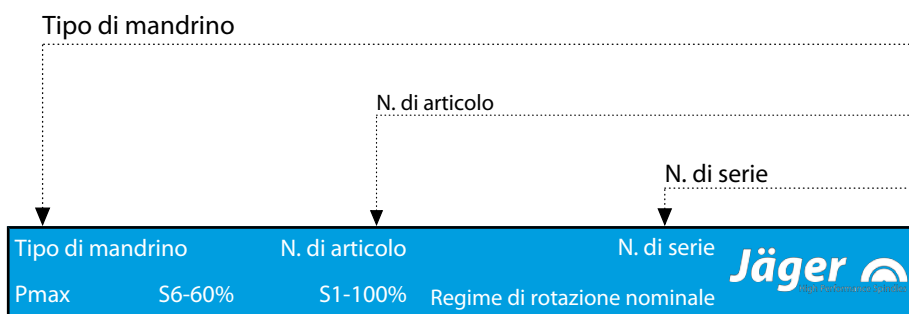 Tipo di mandrino
N. di articolo
N. di serie
Tipo di mandrino N. di articolo N. di serie
Jäger
Pmax S6-60% S1-100% Regime di rotazione nominale